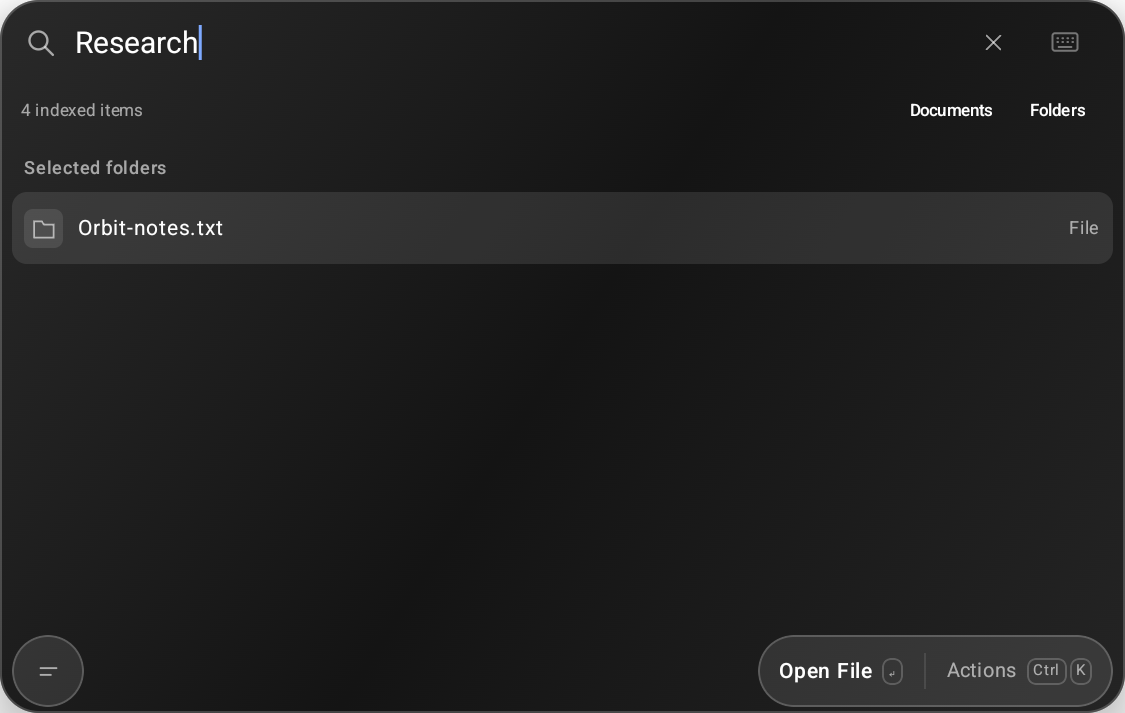 Research
4 indexed items
Documents Folders
Selected folders
Orbit-notes.txt File
Open File Actions Ctrl K